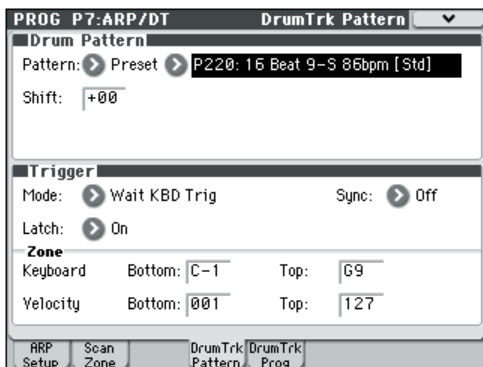 PROG P7:ARP/DT DrumTrk Pattern
Drum Pattern
Pattern: Preset P220: 16 Beat 9-S 86bpm [Std]
Shift: +00
Trigger
Mode: Wait KBD Trig Sync: Off
Latch: On
Zone
Keyboard Bottom: C-1 Top: G9
Velocity Bottom: 001 Top: 127
ARP Setup Scan Zone DrumTrk Pattern DrumTrk Prog